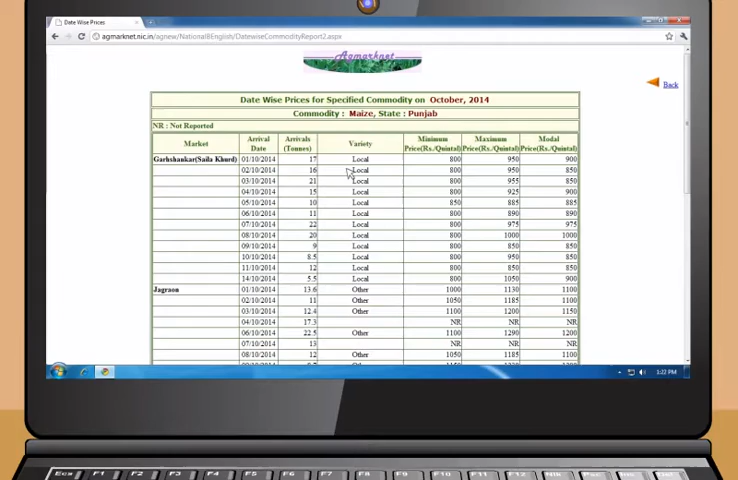 Date Wise Prices
agmarknet.nic.in/agnew/NationalBEnglish/DatewiseCommodityReport2.aspx
Agmarknet
Back
Date Wise Prices for Specified Commodity on October, 2014
Commodity : Maize, State : Punjab
NR : Not Reported
Market Arrival Date Arrivals (Tonnes) Variety Minimum Price(Rs./Quintal) Maximum Price(Rs./Quintal) Modal Price(Rs./Quintal)
Garhshankar(Saila Khurd) 01/10/2014 17 Local 800 950 900
02/10/2014 16 Local 800 950 850
03/10/2014 21 Local 800 955 850
04/10/2014 15 Local 800 925 900
05/10/2014 10 Local 850 885 885
06/10/2014 11 Local 800 890 890
07/10/2014 22 Local 800 975 975
08/10/2014 20 Local 800 1000 1000
09/10/2014 9 Local 800 850 850
10/10/2014 8.5 Local 800 950 850
11/10/2014 12 Local 800 850 850
14/10/2014 5.5 Local 800 1050 900
Jagraon 01/10/2014 13.6 Other 1000 1130 1100
02/10/2014 11 Other 1050 1185 1100
03/10/2014 12.4 Other 1100 1200 1150
04/10/2014 17.3 NR NR NR
06/10/2014 22.5 Other 1100 1290 1200
07/10/2014 13 NR NR NR
08/10/2014 12 Other 1050 1185 1100
1:22 PM
Esc F1 F2 F3 F4 F5 F6 F7 F8 F9 F10 F11 F12